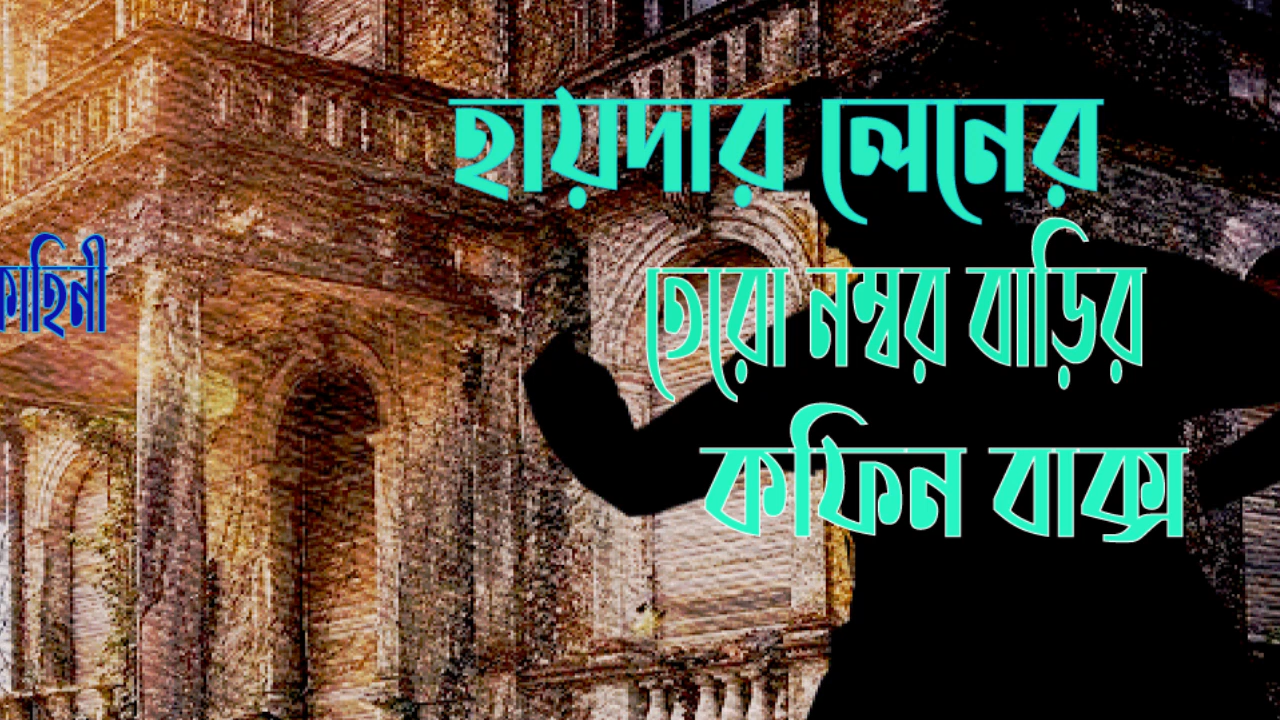 হায়দার লেনের
কাহিনী
তেরো নম্বর বাড়ির
কফিন বাক্স